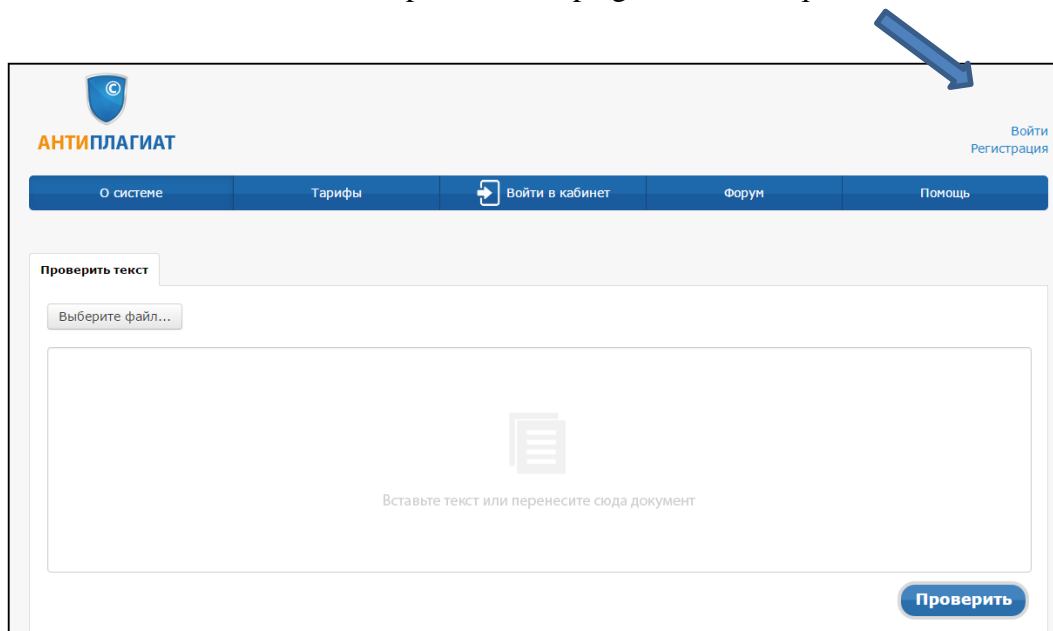 ©
АНТИПЛАГИАТ
Войти
Регистрация
О системе Тарифы Войти в кабинет Форум Помощь
Проверить текст
Выберите файл...
Вставьте текст или перенесите сюда документ
Проверить